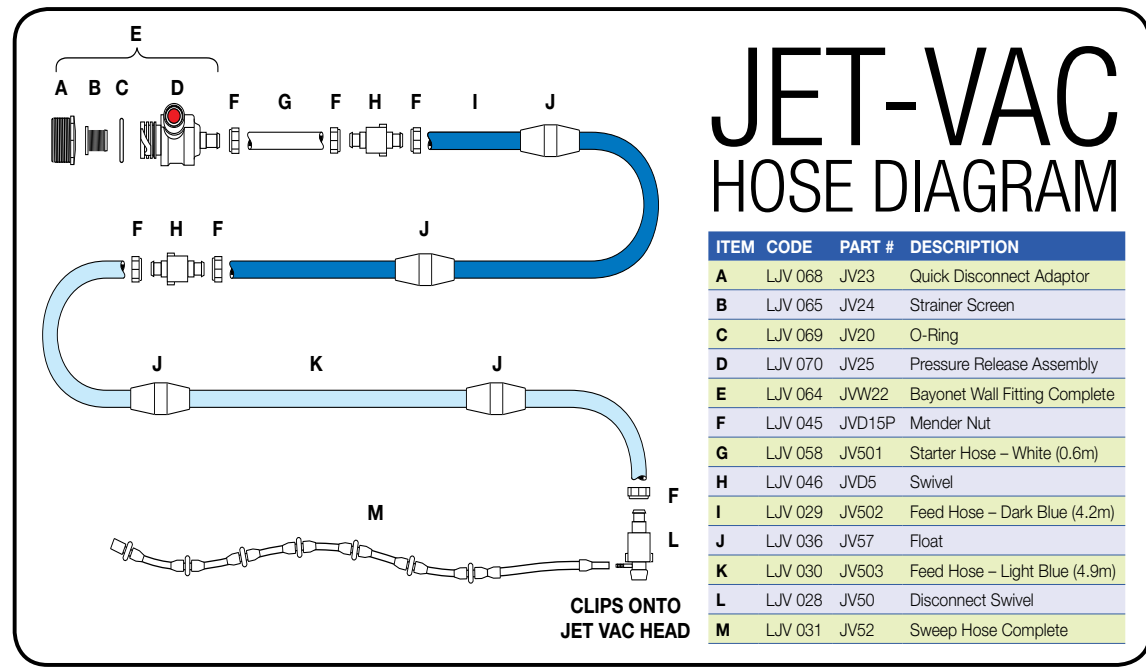 E
A B C D F G F H F I J
F H F J
J K J
F
M
L
CLIPS ONTO
JET VAC HEAD
JET-VAC
HOSE DIAGRAM
ITEM CODE PART # DESCRIPTION
A LJV 068 JV23 Quick Disconnect Adaptor
B LJV 065 JV24 Strainer Screen
C LJV 069 JV20 O-Ring
D LJV 070 JV25 Pressure Release Assembly
E LJV 064 JVW22 Bayonet Wall Fitting Complete
F LJV 045 JVD15P Mender Nut
G LJV 058 JV501 Starter Hose – White (0.6m)
H LJV 046 JVD5 Swivel
I LJV 029 JV502 Feed Hose – Dark Blue (4.2m)
J LJV 036 JV57 Float
K LJV 030 JV503 Feed Hose – Light Blue (4.9m)
L LJV 028 JV50 Disconnect Swivel
M LJV 031 JV52 Sweep Hose Complete